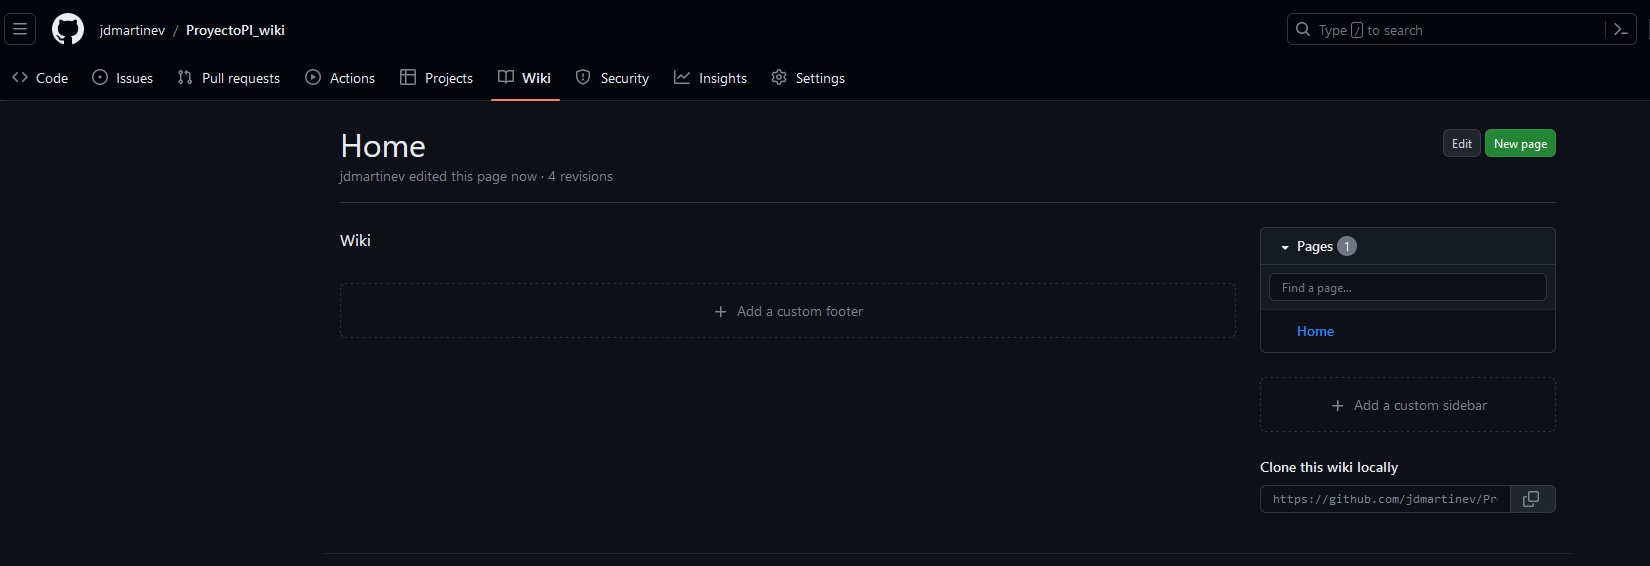 jdmartinev / ProyectoPI_wiki
Type / to search
Code Issues Pull requests Actions Projects Wiki Security Insights Settings
Home
Edit New page
jdmartinev edited this page now · 4 revisions
Wiki
Pages 1
Find a page...
Home
Add a custom footer
Add a custom sidebar
Clone this wiki locally
https://github.com/jdmartinev/Pr